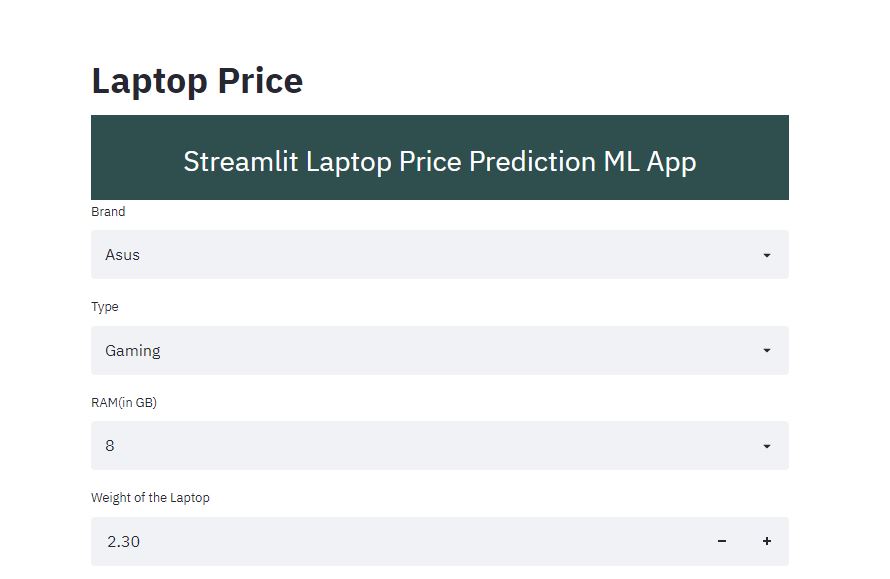 Laptop Price
Streamlit Laptop Price Prediction ML App
Brand
Asus
Type
Gaming
RAM(in GB)
8
Weight of the Laptop
2.30